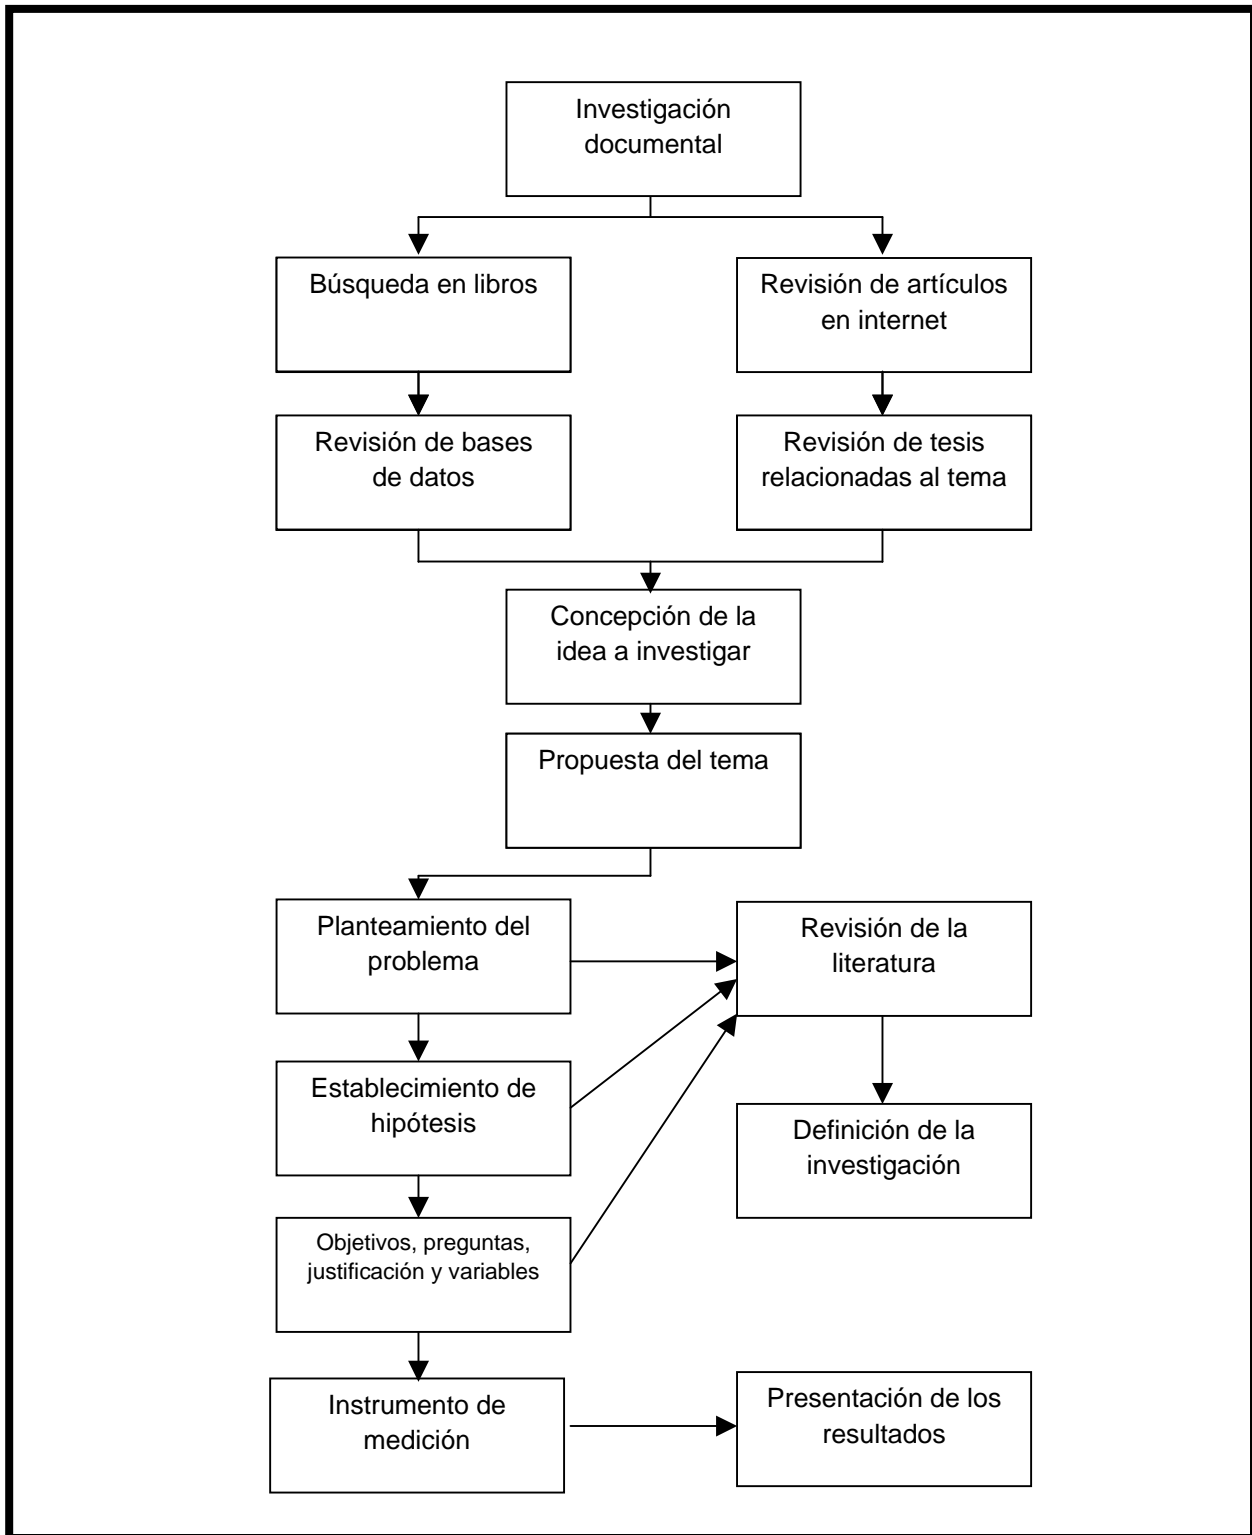 Investigación
documental
Búsqueda en libros
Revisión de artículos
en internet
Revisión de bases
de datos
Revisión de tesis
relacionadas al tema
Concepción de la
idea a investigar
Propuesta del tema
Planteamiento del
problema
Revisión de la
literatura
Establecimiento de
hipótesis
Definición de la
investigación
Objetivos, preguntas,
justificación y variables
Instrumento de
medición
Presentación de los
resultados